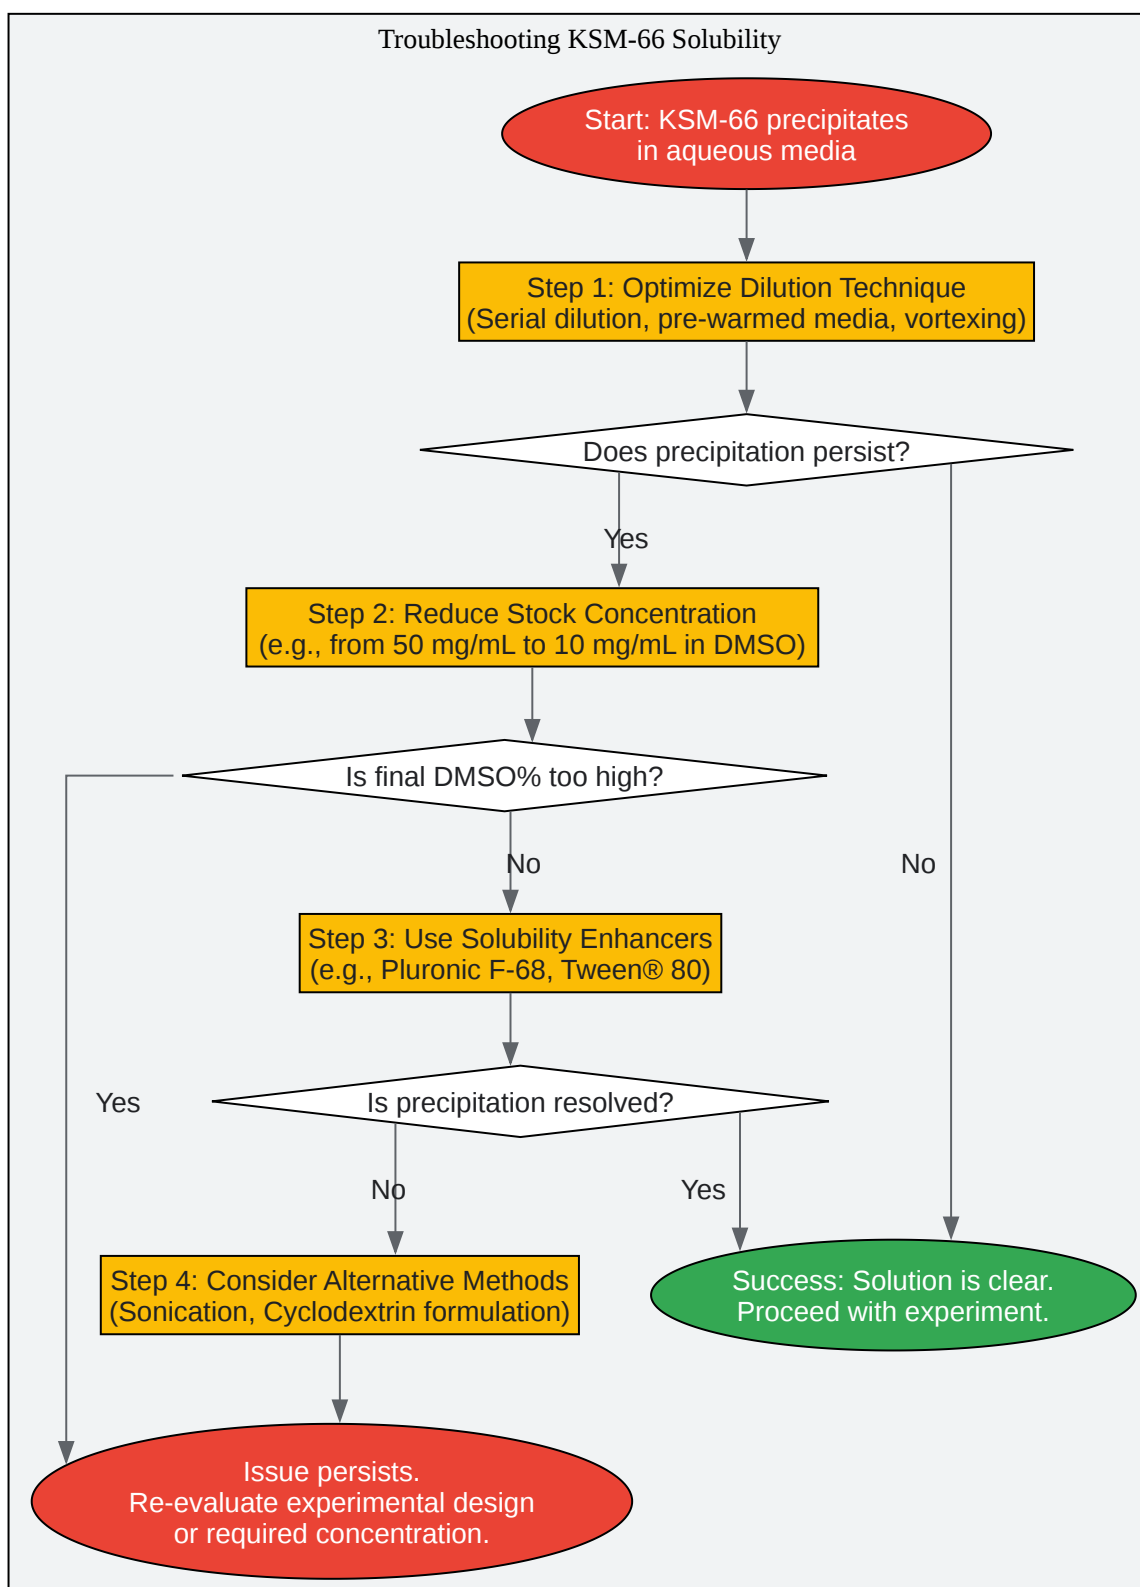 Troubleshooting KSM-66 Solubility
Start: KSM-66 precipitates
in aqueous media
Step 1: Optimize Dilution Technique
(Serial dilution, pre-warmed media, vortexing)
Does precipitation persist?
Yes
Step 2: Reduce Stock Concentration
(e.g., from 50 mg/mL to 10 mg/mL in DMSO)
Is final DMSO% too high?
No
No
Step 3: Use Solubility Enhancers
(e.g., Pluronic F-68, Tween® 80)
Yes
Is precipitation resolved?
No
Yes
Step 4: Consider Alternative Methods
(Sonication, Cyclodextrin formulation)
Success: Solution is clear.
Proceed with experiment.
Issue persists.
Re-evaluate experimental design
or required concentration.